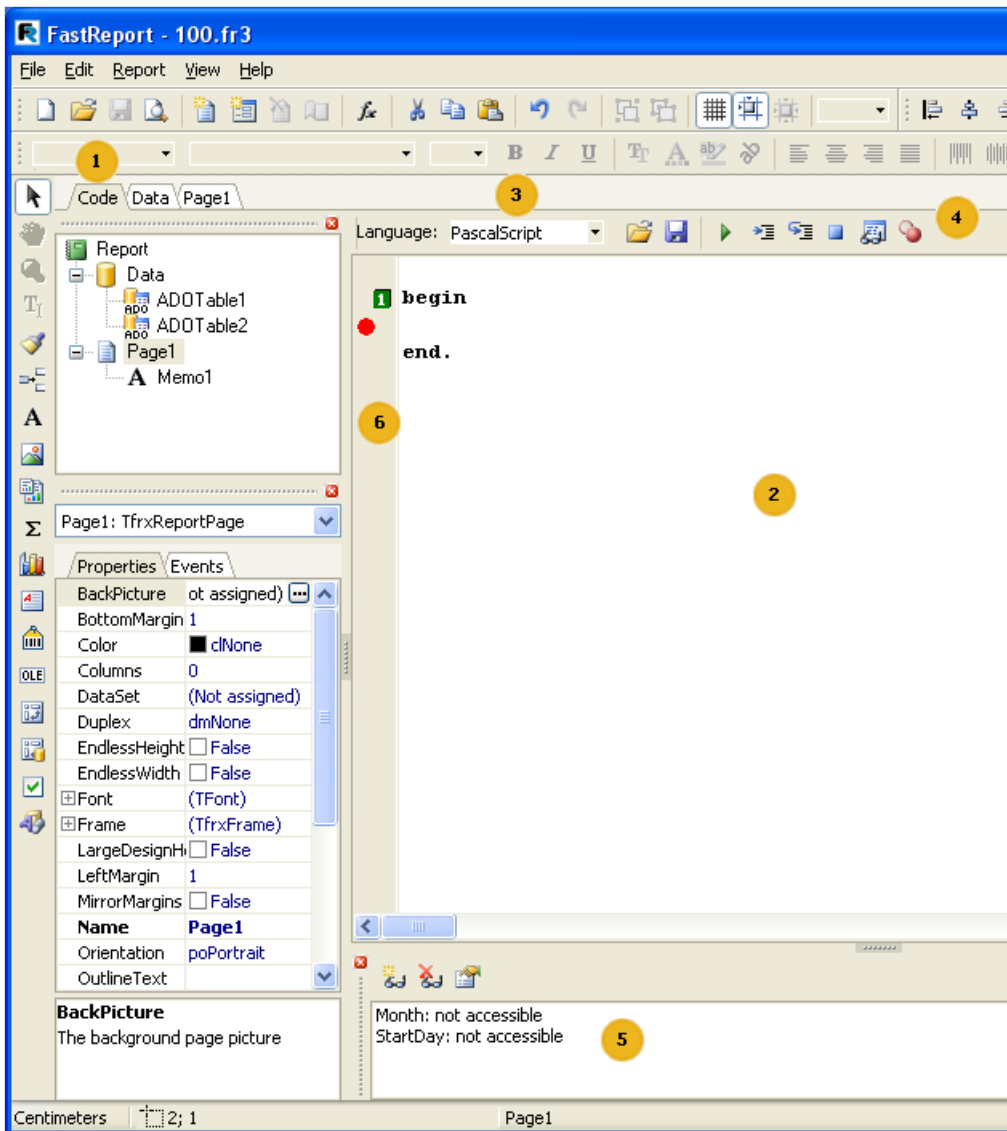 FastReport - 100.fr3
File Edit Report View Help
1
B I U
Code Data Page1
3
4
Language: PascalScript
Report
Data
ADO ADOTable1
ADO ADOTable2
Page1
A Memo1
1 begin
end.
6
2
Page1: TfrxReportPage
Properties Events
BackPicture ot assigned) ...
BottomMargin 1
Color clNone
Columns 0
DataSet (Not assigned)
Duplex dmNone
EndlessHeight False
EndlessWidth False
Font (TFont)
Frame (TfrxFrame)
LargeDesignH False
LeftMargin 1
MirrorMargins False
Name Page1
Orientation poPortrait
OutlineText
BackPicture
The background page picture
A
Σ
OLE
Month: not accessible
StartDay: not accessible
5
Centimeters 2; 1 Page1